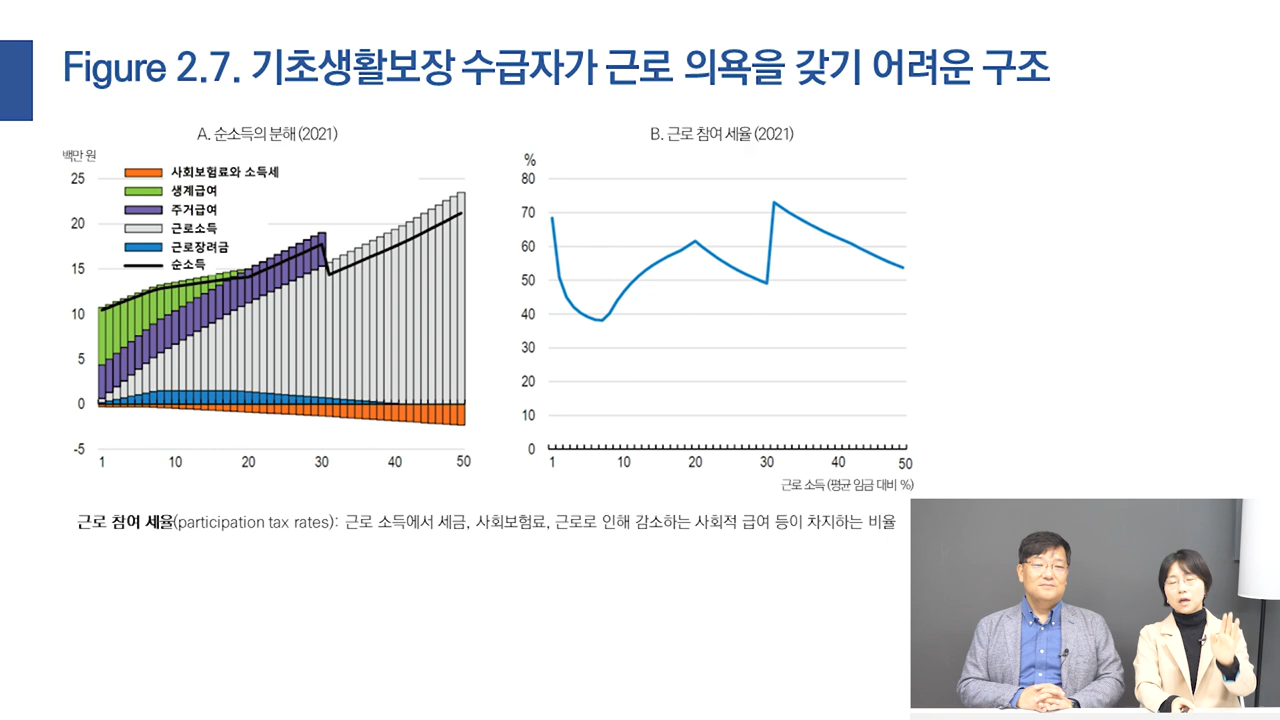 Figure 2.7. 기초생활보장 수급자가 근로 의욕을 갖기 어려운 구조
A. 순소득의 분해 (2021)
백만 원
25
20
15
10
5
0
-5
사회보험료와 소득세
생계급여
주거급여
근로소득
근로장려금
순소득
1 10 20 30 40 50
B. 근로 참여 세율 (2021)
%
80
70
60
50
40
30
20
10
0
1 10 20 30 40 50
근로 소득 (평균 임금 대비 %)
근로 참여 세율(participation tax rates): 근로 소득에서 세금, 사회보험료, 근로로 인해 감소하는 사회적 급여 등이 차지하는 비율